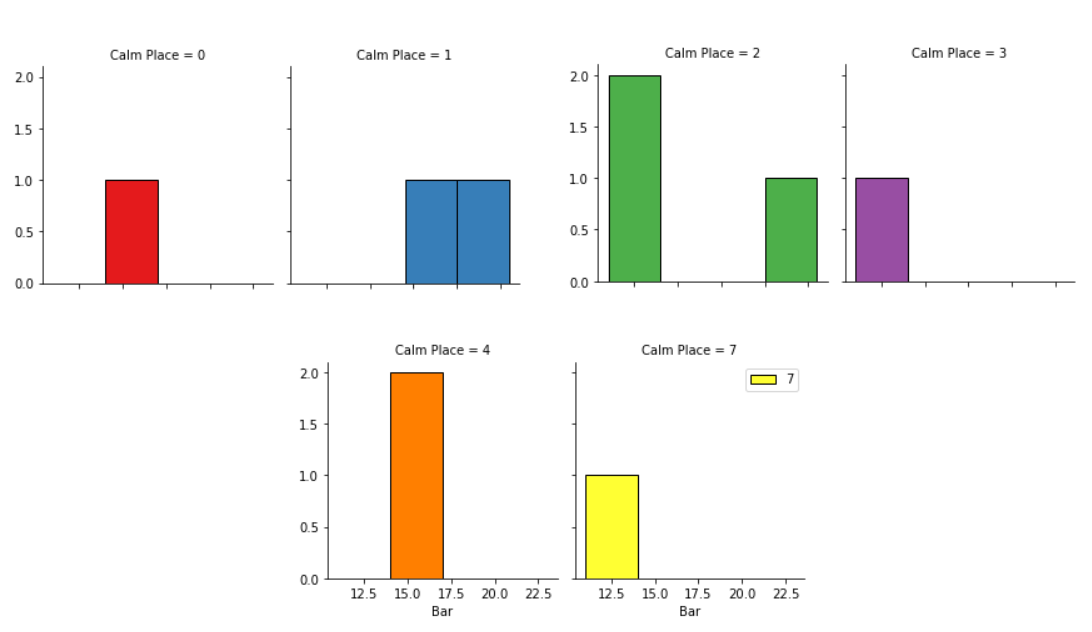 Calm Place = 0
Calm Place = 1
Calm Place = 2
Calm Place = 3
2.0
1.5
1.0
0.5
0.0
2.0
1.5
1.0
0.5
0.0
Calm Place = 4
Calm Place = 7
7
2.0
1.5
1.0
0.5
0.0
12.5 15.0 17.5 20.0 22.5
12.5 15.0 17.5 20.0 22.5
Bar
Bar